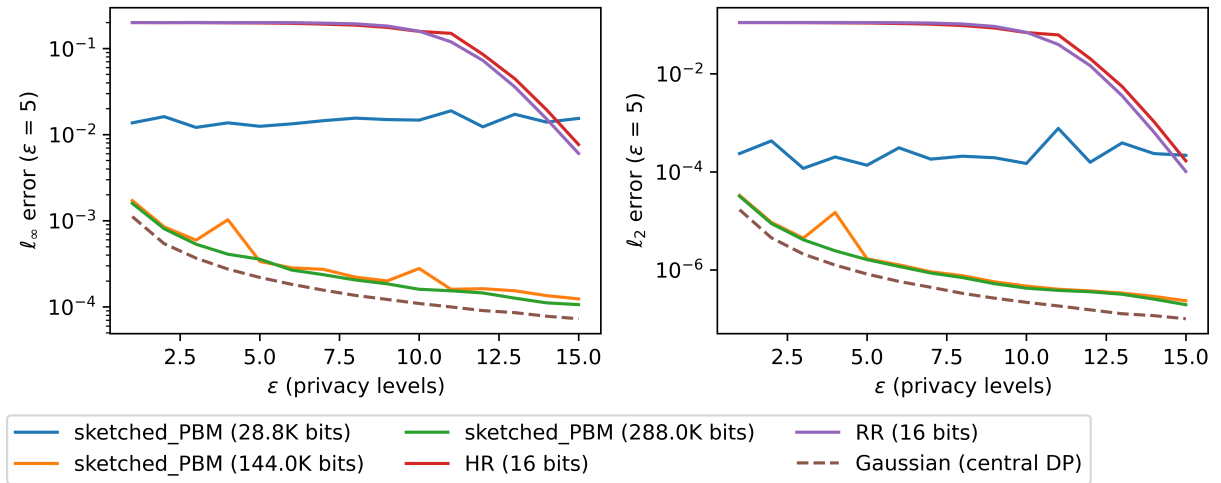 10⁻¹
10⁻²
10⁻³
10⁻⁴
ℓ∞ error (ε = 5)
2.5 5.0 7.5 10.0 12.5 15.0
ε (privacy levels)
10⁻²
10⁻⁴
10⁻⁶
ℓ₂ error (ε = 5)
2.5 5.0 7.5 10.0 12.5 15.0
ε (privacy levels)
sketched_PBM (28.8K bits)
sketched_PBM (144.0K bits)
sketched_PBM (288.0K bits)
HR (16 bits)
RR (16 bits)
Gaussian (central DP)